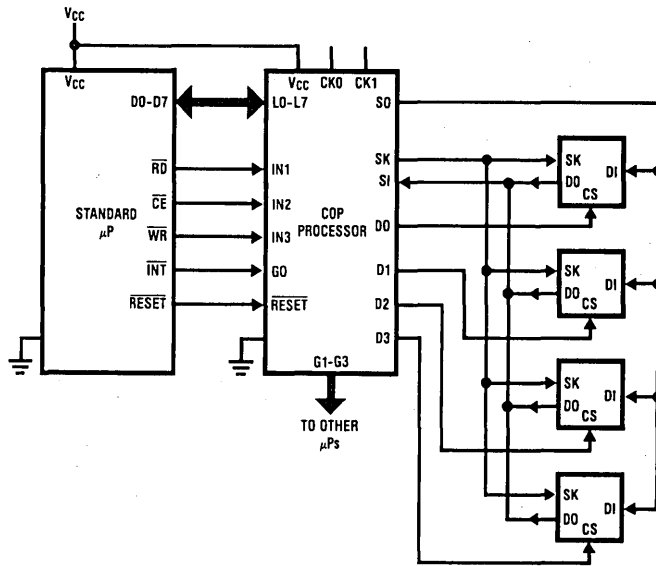 VCC
VCC
D0-D7
RD
CE
WR
INT
RESET
STANDARD
μP
VCC
CK0
CK1
L0-L7
IN1
IN2
IN3
G0
RESET
COP
PROCESSOR
S0
SK
SI
D0
D1
D2
D3
G1-G3
TO OTHER
μPs
SK
DI
DO
CS
SK
DI
DO
CS
SK
DI
DO
CS
SK
DI
DO
CS